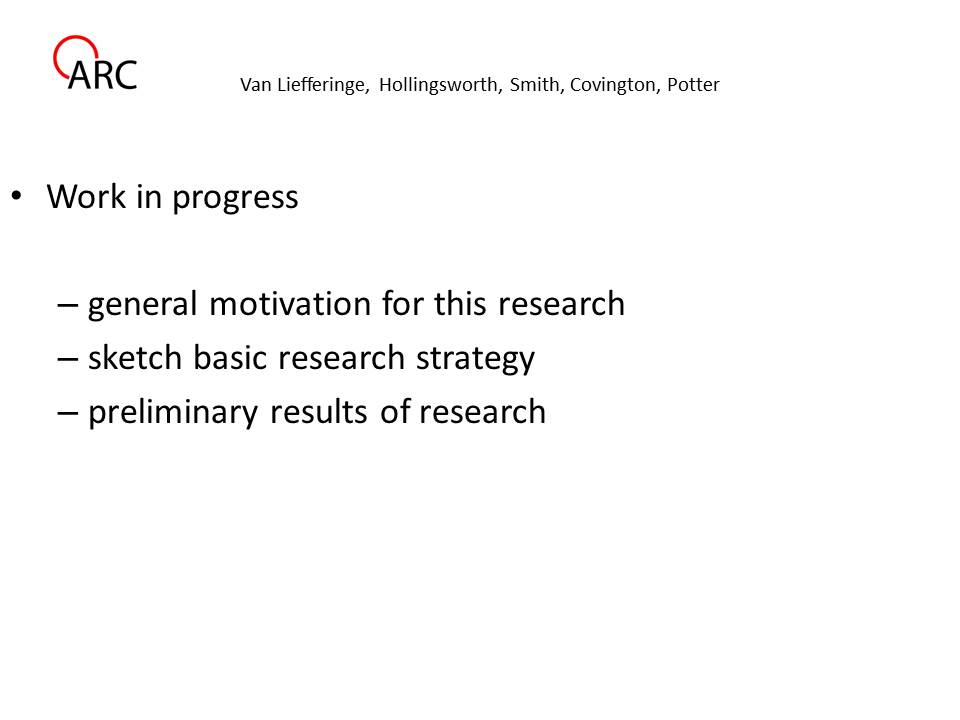 ARC
Van Liefferinge, Hollingsworth, Smith, Covington, Potter
• Work in progress
– general motivation for this research
– sketch basic research strategy
– preliminary results of research